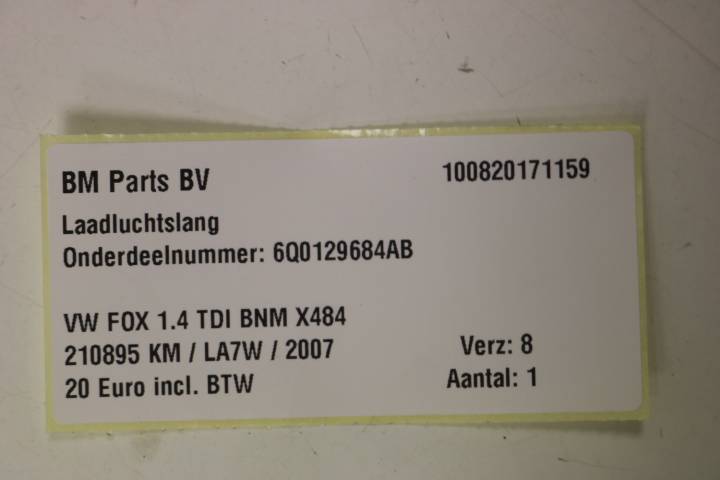 BM Parts BV 100820171159
Laadluchtslang
Onderdeelnummer: 6Q0129684AB
VW FOX 1.4 TDI BNM X484
210895 KM / LA7W / 2007 Verz: 8
20 Euro incl. BTW Aantal: 1